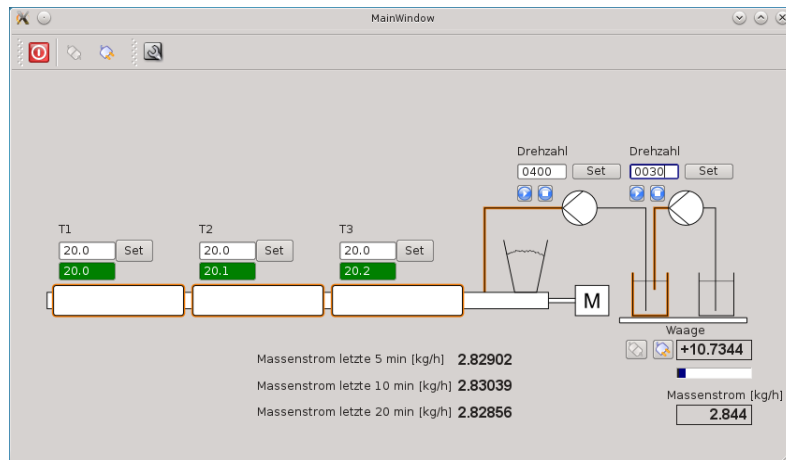 MainWindow
Drehzahl Drehzahl
0400 Set 0030 Set
T1 T2 T3
20.0 Set 20.0 Set 20.0 Set
20.0 20.1 20.2
M
Waage
+10.7344
Massenstrom letzte 5 min [kg/h] 2.82902
Massenstrom letzte 10 min [kg/h] 2.83039
Massenstrom [kg/h]
Massenstrom letzte 20 min [kg/h] 2.82856
2.844